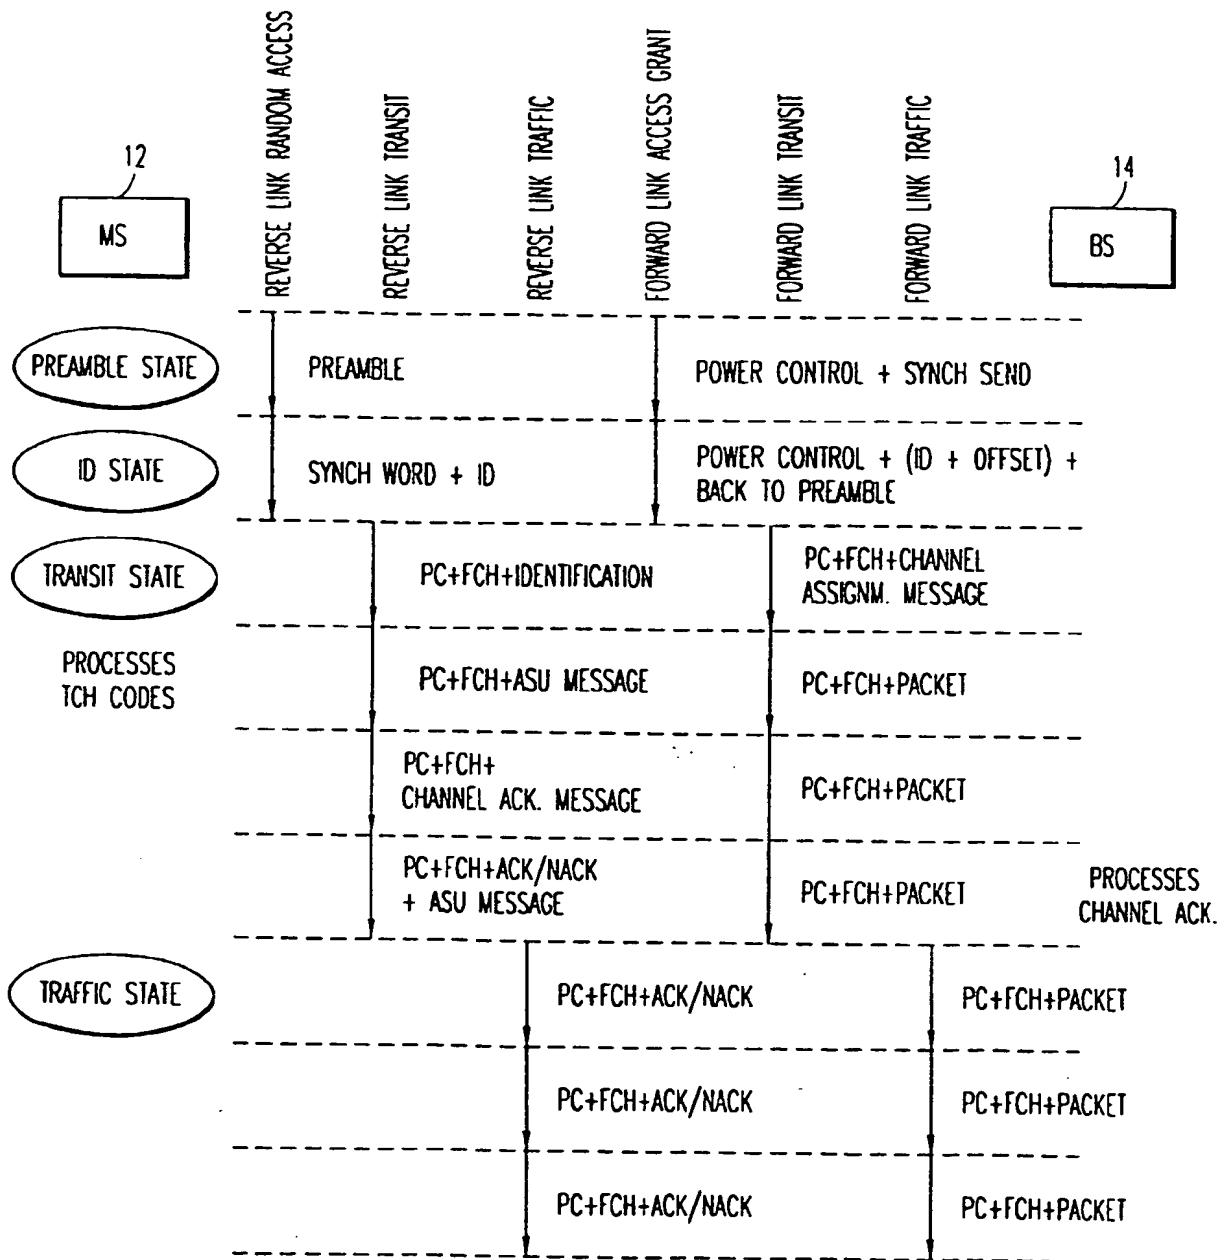 REVERSE LINK RANDOM ACCESS
REVERSE LINK TRANSIT
REVERSE LINK TRAFFIC
FORWARD LINK ACCESS GRANT
FORWARD LINK TRANSIT
FORWARD LINK TRAFFIC
12
MS
14
BS
PREAMBLE STATE
PREAMBLE
POWER CONTROL + SYNCH SEND
ID STATE
SYNCH WORD + ID
POWER CONTROL + (ID + OFFSET) +
BACK TO PREAMBLE
TRANSIT STATE
PC+FCH+IDENTIFICATION
PC+FCH+CHANNEL
ASSIGNM. MESSAGE
PROCESSES
TCH CODES
PC+FCH+ASU MESSAGE
PC+FCH+PACKET
PC+FCH+
CHANNEL ACK. MESSAGE
PC+FCH+PACKET
PC+FCH+ACK/NACK
+ ASU MESSAGE
PC+FCH+PACKET
PROCESSES
CHANNEL ACK.
TRAFFIC STATE
PC+FCH+ACK/NACK
PC+FCH+PACKET
PC+FCH+ACK/NACK
PC+FCH+PACKET
PC+FCH+ACK/NACK
PC+FCH+PACKET